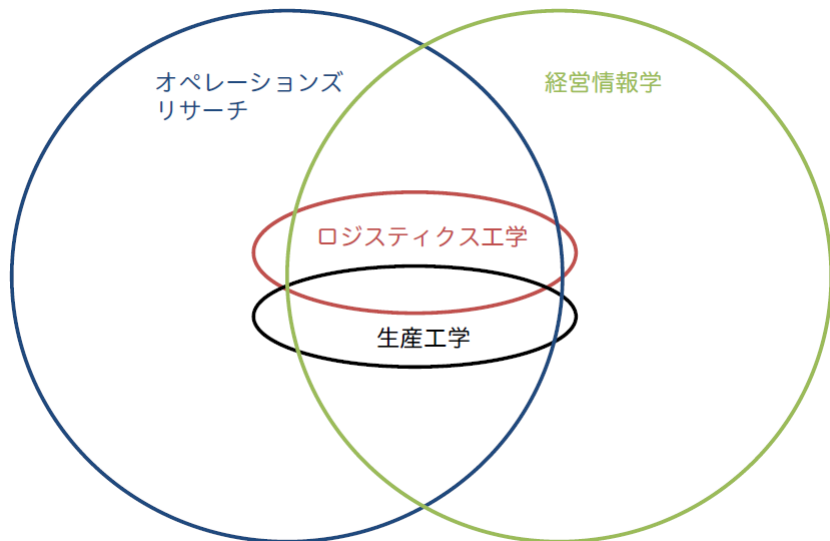 オペレーションズ
リサーチ
経営情報学
ロジスティクス工学
生産工学